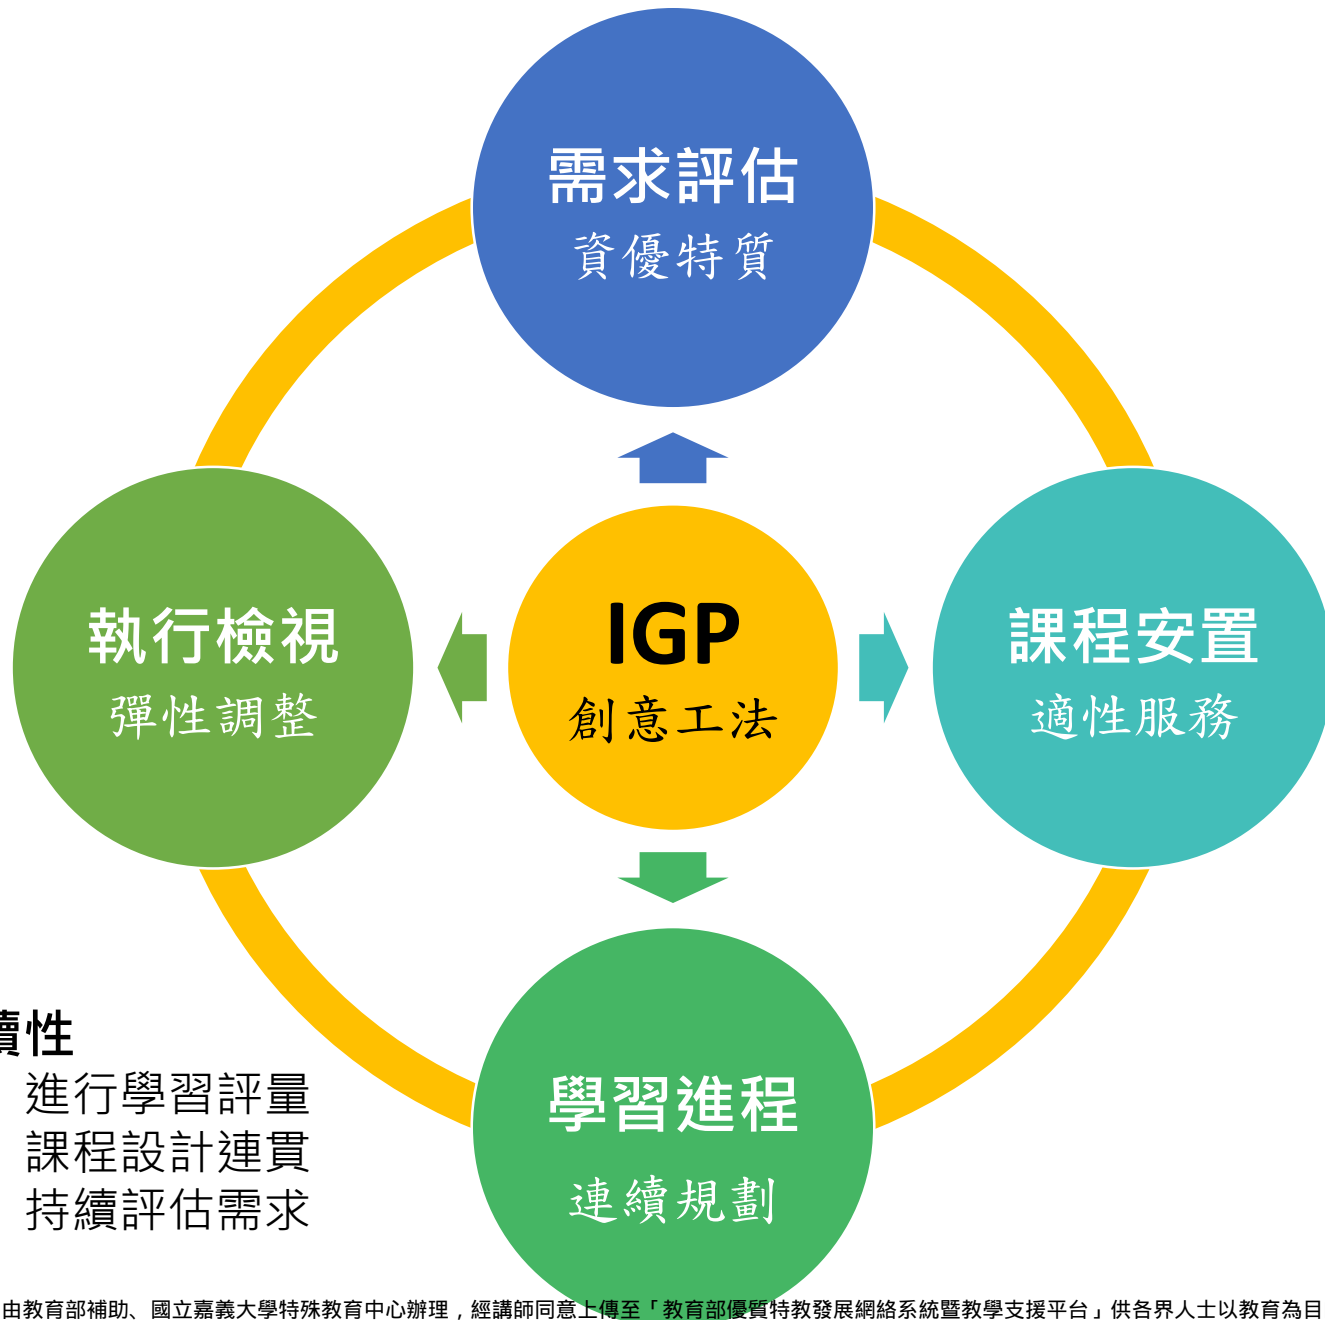 需求評估
資優特質
執行檢視
彈性調整
IGP
創意工法
課程安置
適性服務
學習進程
連續規劃
續性
進行學習評量
課程設計連貫
持續評估需求
由教育部補助、國立嘉義大學特殊教育中心辦理，經講師同意上傳至「教育部優質特教發展網絡系統暨教學支援平台」供各界人士以教育為目